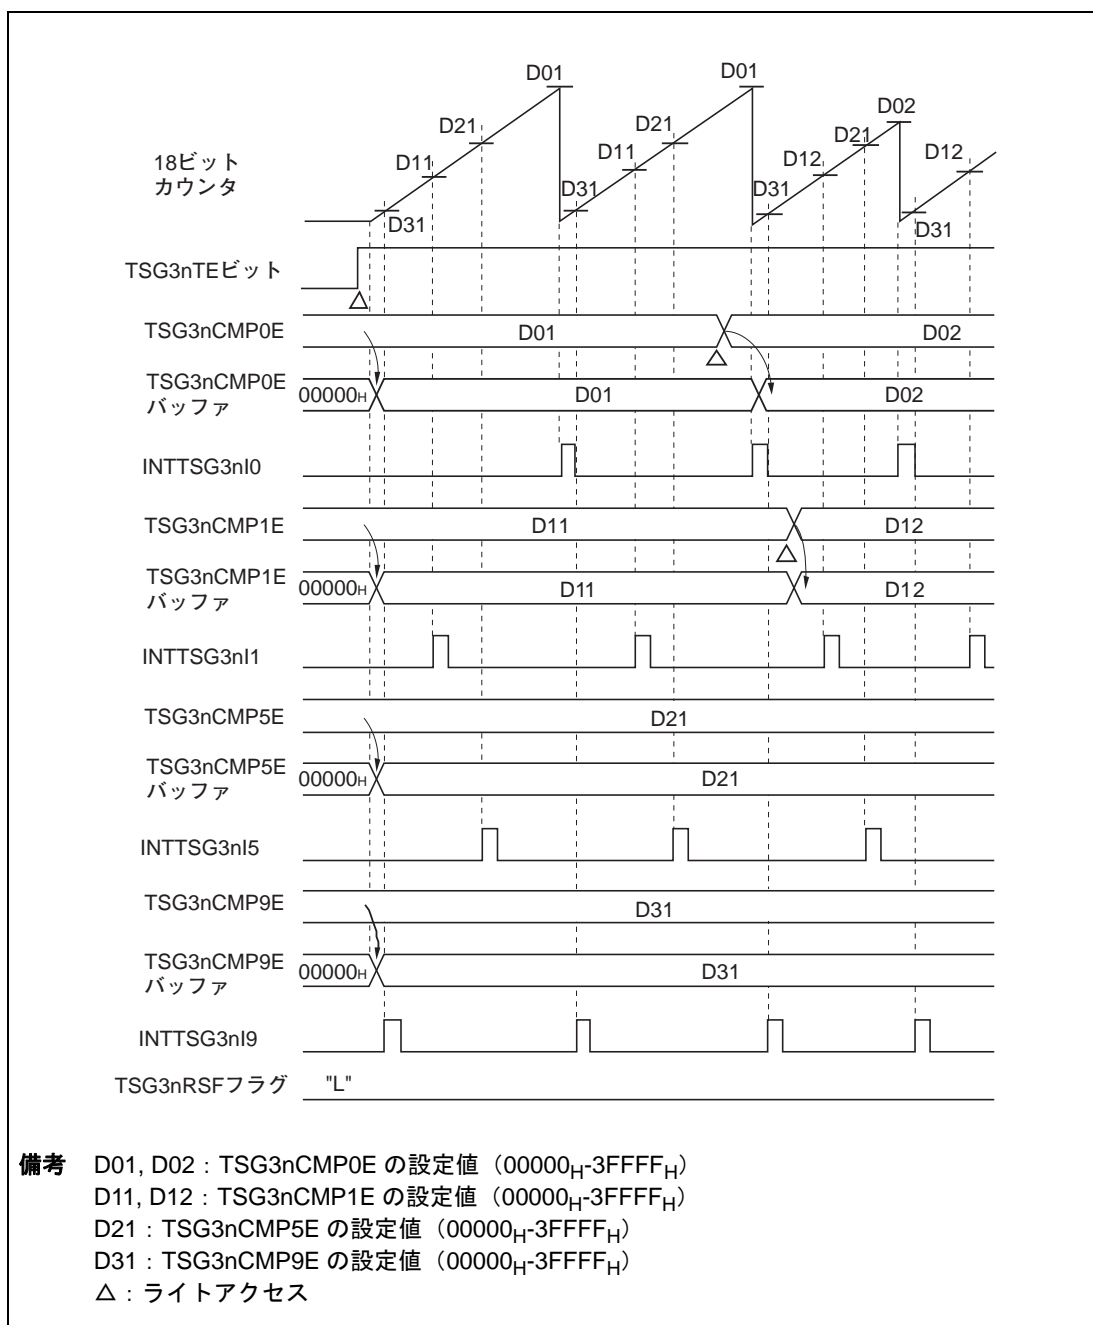 D01
D01
D02
D21
D21
D21
D11
D11
D12
D12
18ビット
カウンタ
D31
D31
D31
D31
TSG3nTEビット
TSG3nCMP0E
D01
D02
TSG3nCMP0E
バッファ
00000H
D01
D02
INTTSG3nI0
TSG3nCMP1E
D11
D12
TSG3nCMP1E
バッファ
00000H
D11
D12
INTTSG3nI1
TSG3nCMP5E
D21
TSG3nCMP5E
バッファ
00000H
D21
INTTSG3nI5
TSG3nCMP9E
D31
TSG3nCMP9E
バッファ
00000H
D31
INTTSG3nI9
TSG3nRSFフラグ "L"
備考 D01, D02：TSG3nCMP0E の設定値（00000H-3FFFFH）
D11, D12：TSG3nCMP1E の設定値（00000H-3FFFFH）
D21：TSG3nCMP5E の設定値（00000H-3FFFFH）
D31：TSG3nCMP9E の設定値（00000H-3FFFFH）
△：ライトアクセス